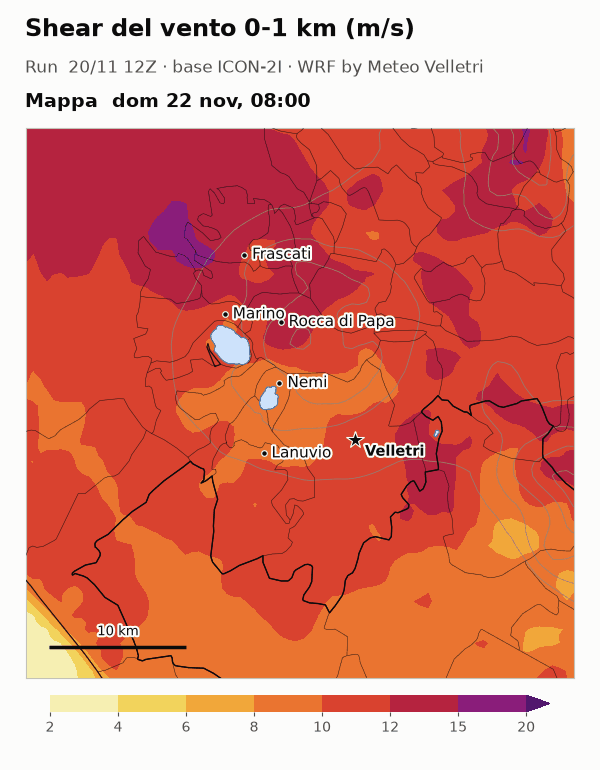 Shear del vento 0-1 km (m/s)
Run  20/11 12Z · base ICON-2I · WRF by Meteo Velletri
Mappa  dom 22 nov, 08:00
Frascati
Marino
Rocca di Papa
Nemi
Velletri
Lanuvio
10 km
2 4 6 8 10 12 15 20